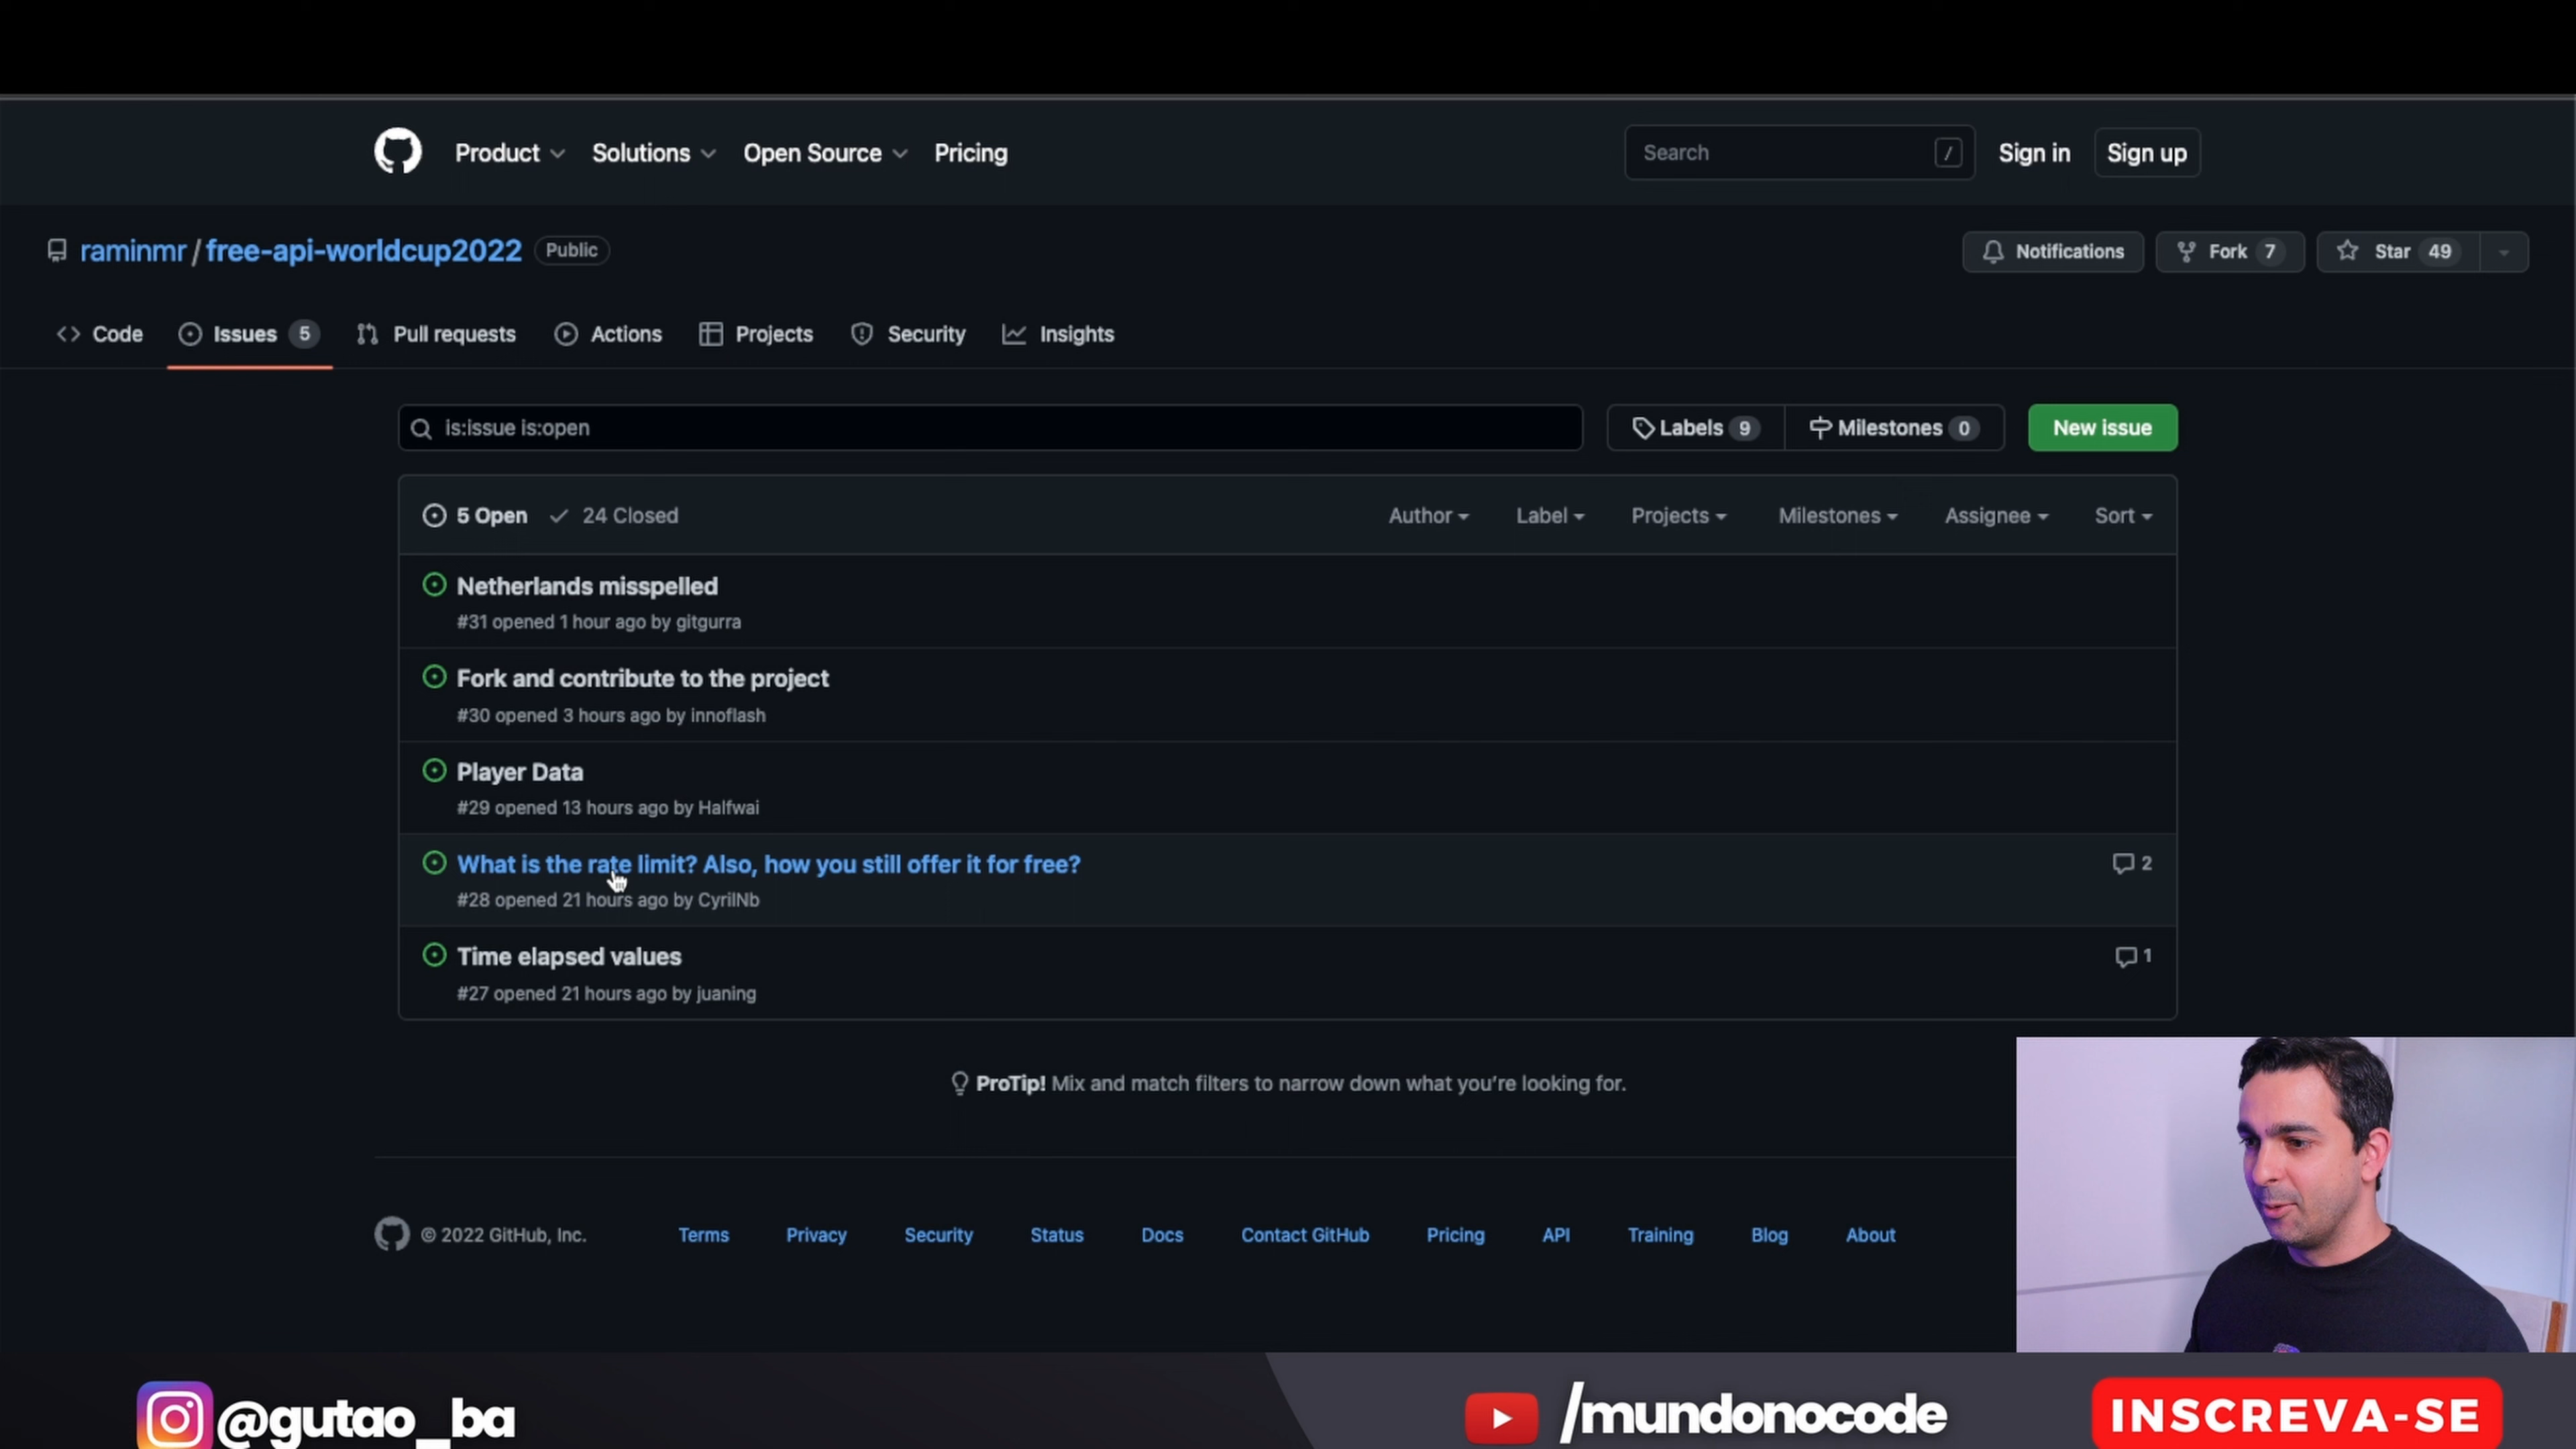 Product Solutions Open Source Pricing Search / Sign in Sign up
raminmr/free-api-worldcup2022 Public Notifications Fork 7 Star 49
Code Issues 5 Pull requests Actions Projects Security Insights
is:issue is:open Labels 9 Milestones 0 New issue
5 Open 24 Closed Author Label Projects Milestones Assignee Sort
Netherlands misspelled
#31 opened 1 hour ago by gitgurra
Fork and contribute to the project
#30 opened 3 hours ago by innoflash
Player Data
#29 opened 13 hours ago by Halfwai
What is the rate limit? Also, how you still offer it for free? 2
#28 opened 21 hours ago by CyrilNb
Time elapsed values 1
#27 opened 21 hours ago by juaning
ProTip! Mix and match filters to narrow down what you're looking for.
© 2022 GitHub, Inc. Terms Privacy Security Status Docs Contact GitHub Pricing API Training Blog About
@gutao_ba /mundonocode INSCREVA-SE